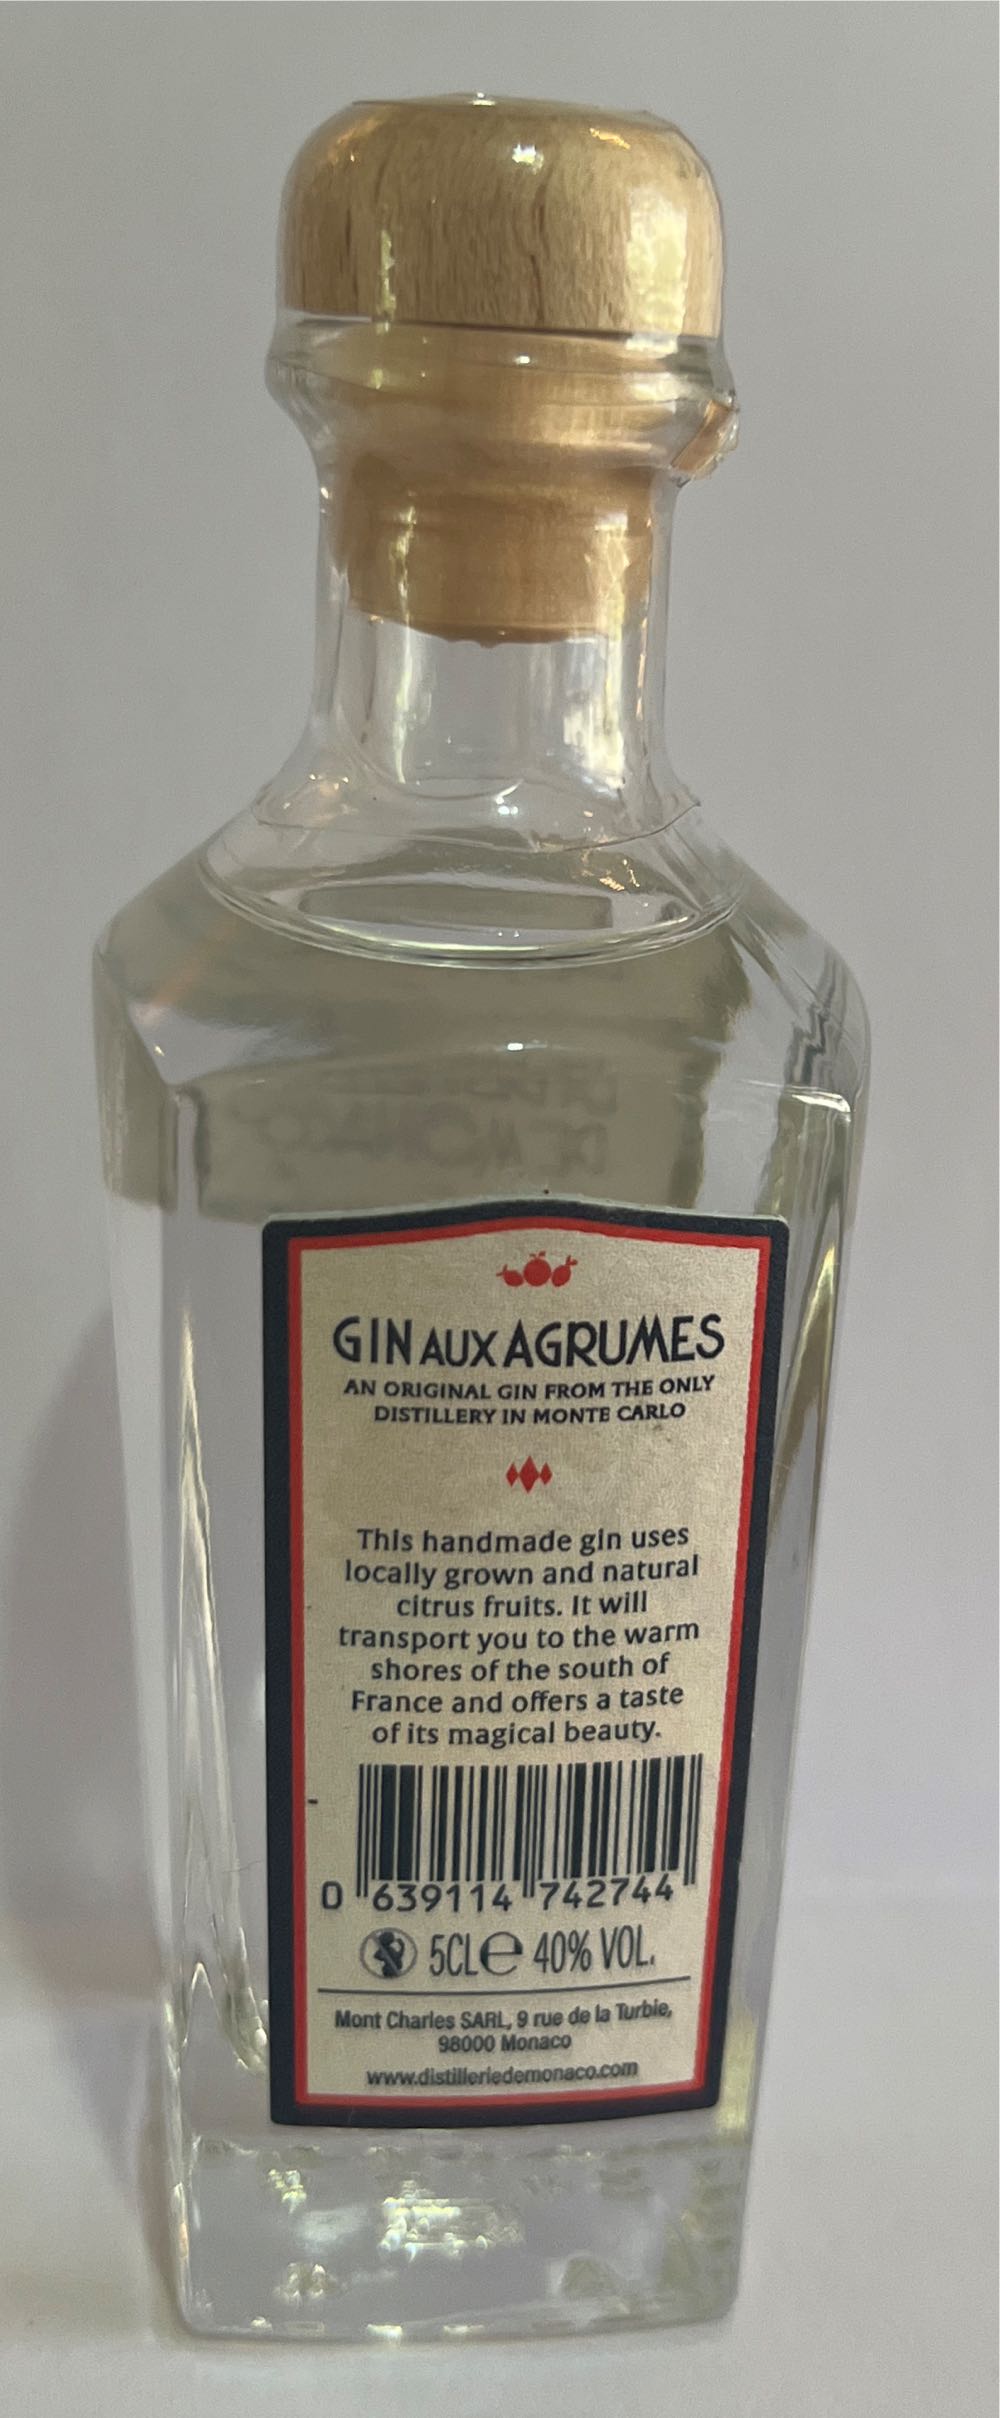 GIN AUX AGRUMES
AN ORIGINAL GIN FROM THE ONLY
DISTILLERY IN MONTE CARLO
This handmade gin uses
locally grown and natural
citrus fruits. It will
transport you to the warm
shores of the south of
France and offers a taste
of its magical beauty.
0 639114 742744
5CL e 40% VOL.
Mont Charles SARL, 9 rue de la Turbie,
98000 Monaco
www.distilleriedemonaco.com